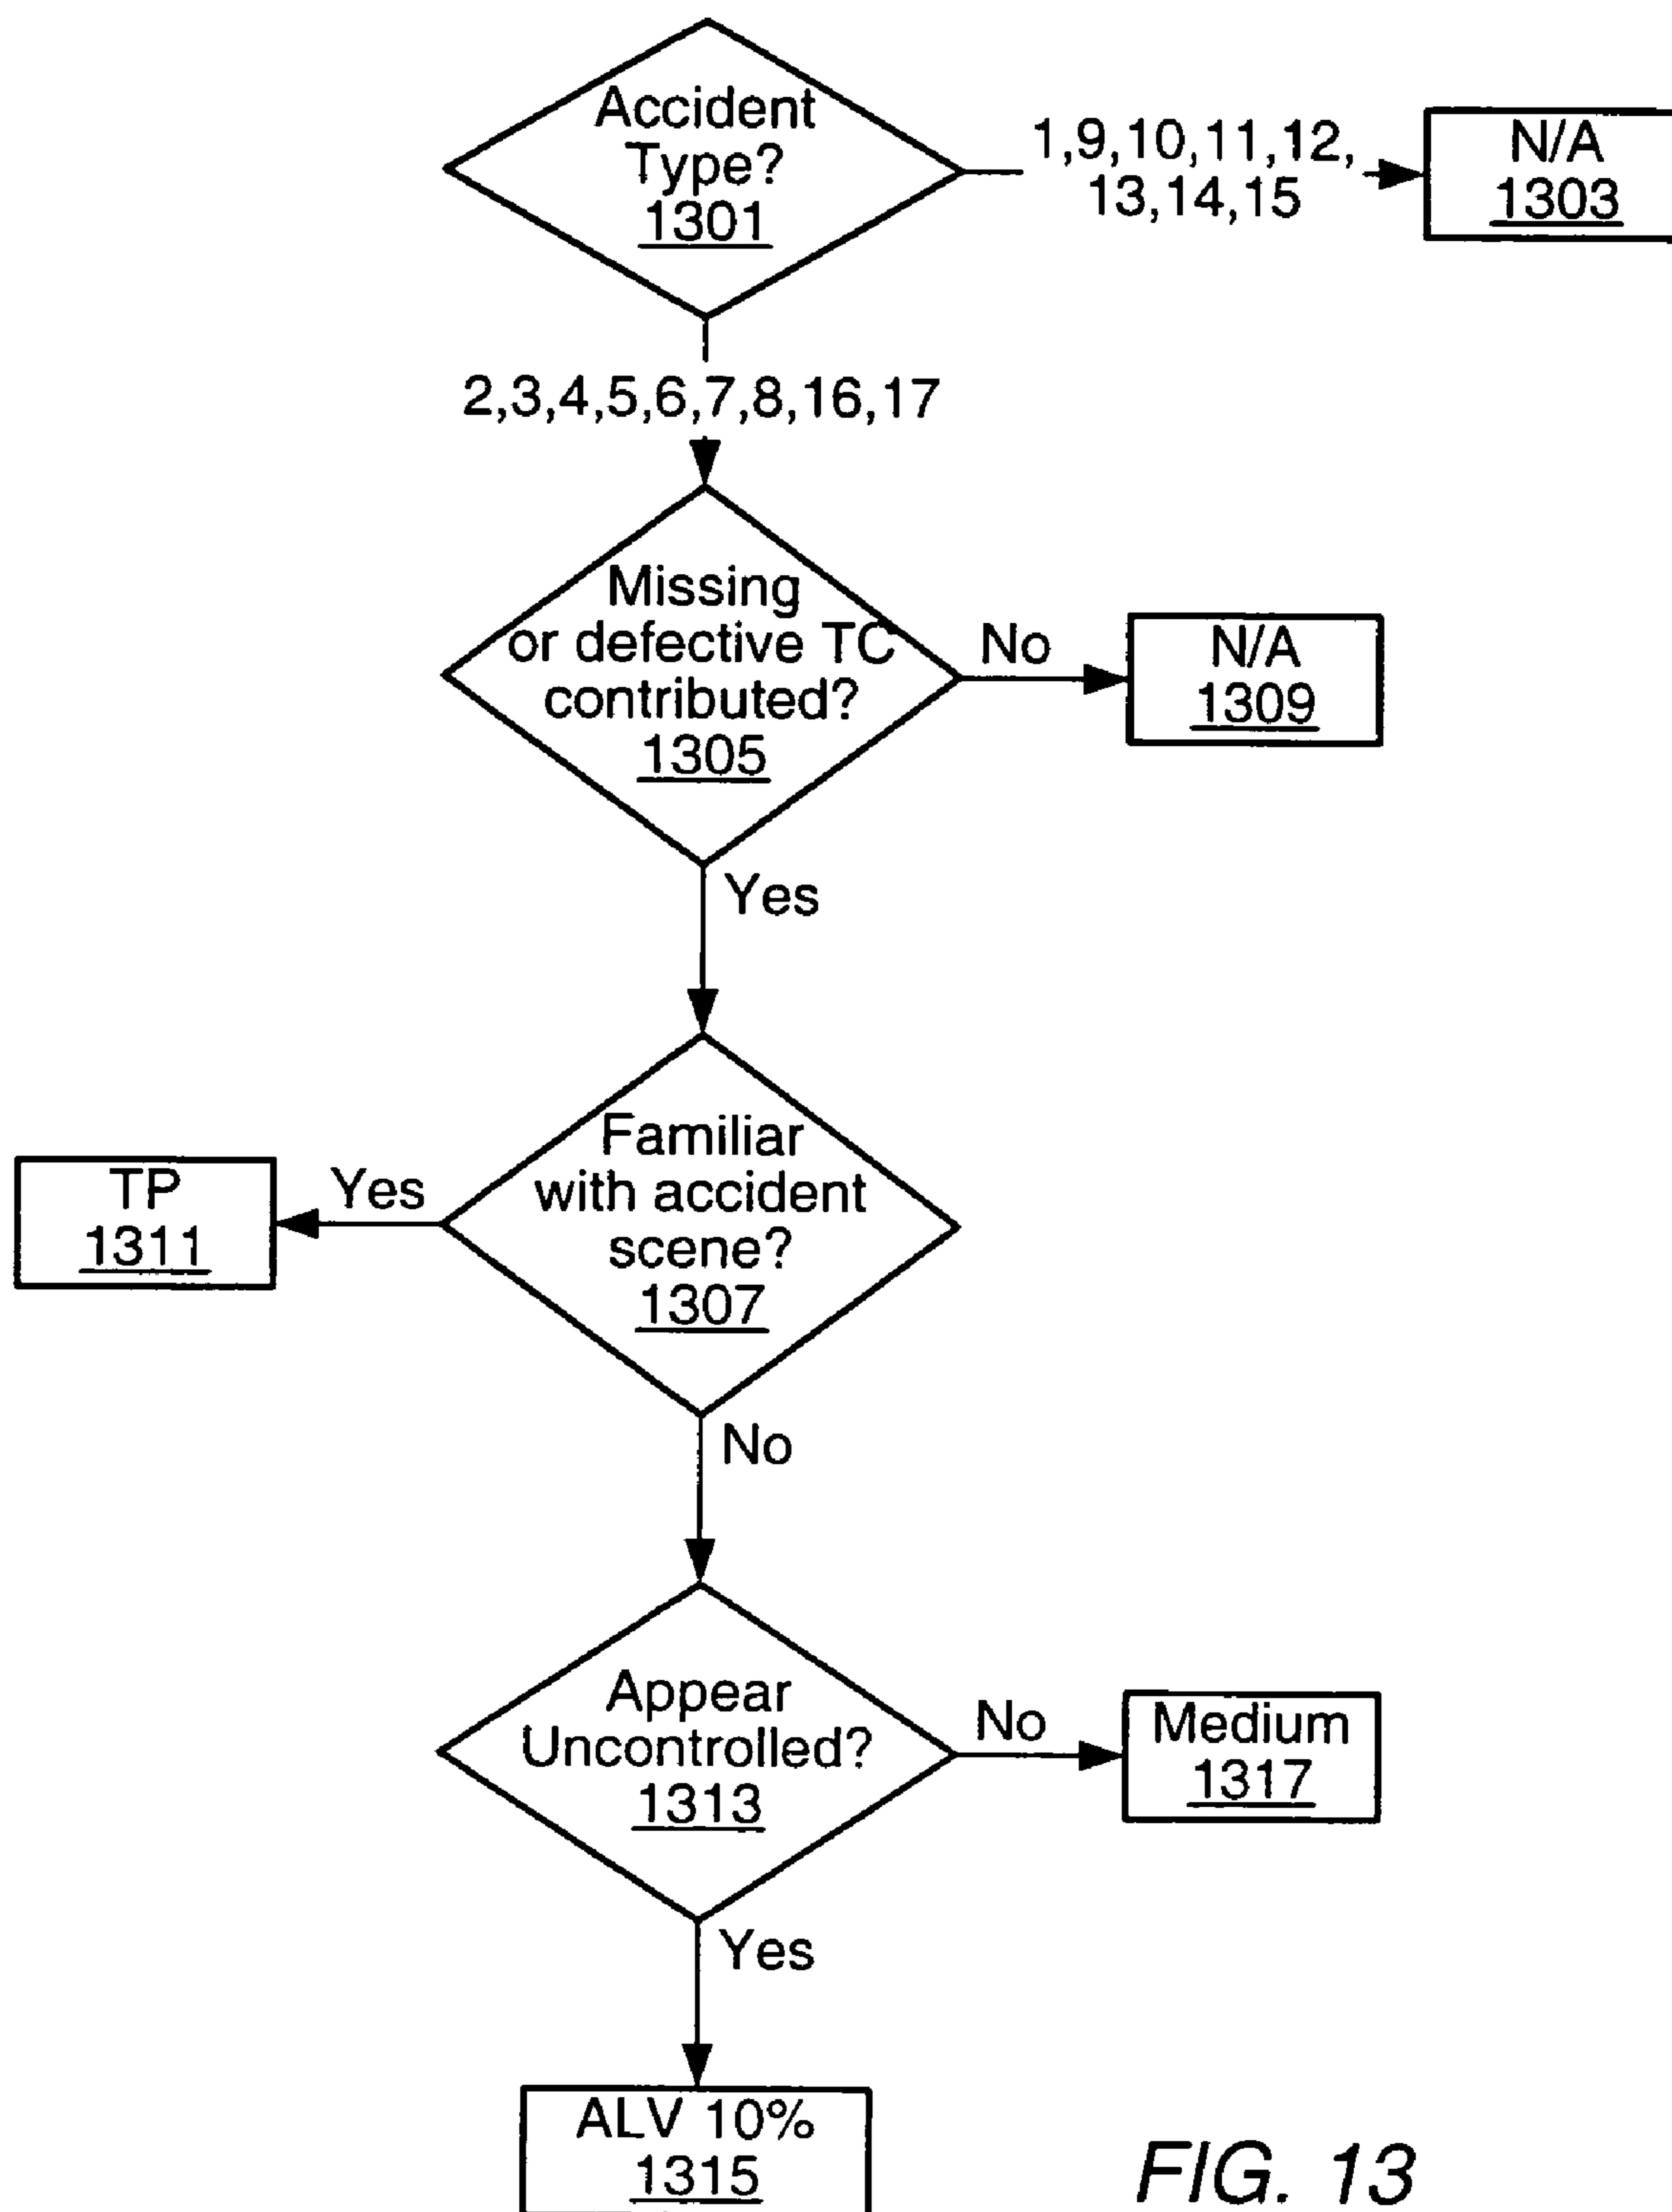 Accident
Type?
1301
1,9,10,11,12,
13,14,15
N/A
1303
2,3,4,5,6,7,8,16,17
Missing
or defective TC
contributed?
1305
No
N/A
1309
Yes
Familiar
with accident
scene?
1307
Yes
TP
1311
No
Appear
Uncontrolled?
1313
No
Medium
1317
Yes
ALV 10%
1315
FIG. 13